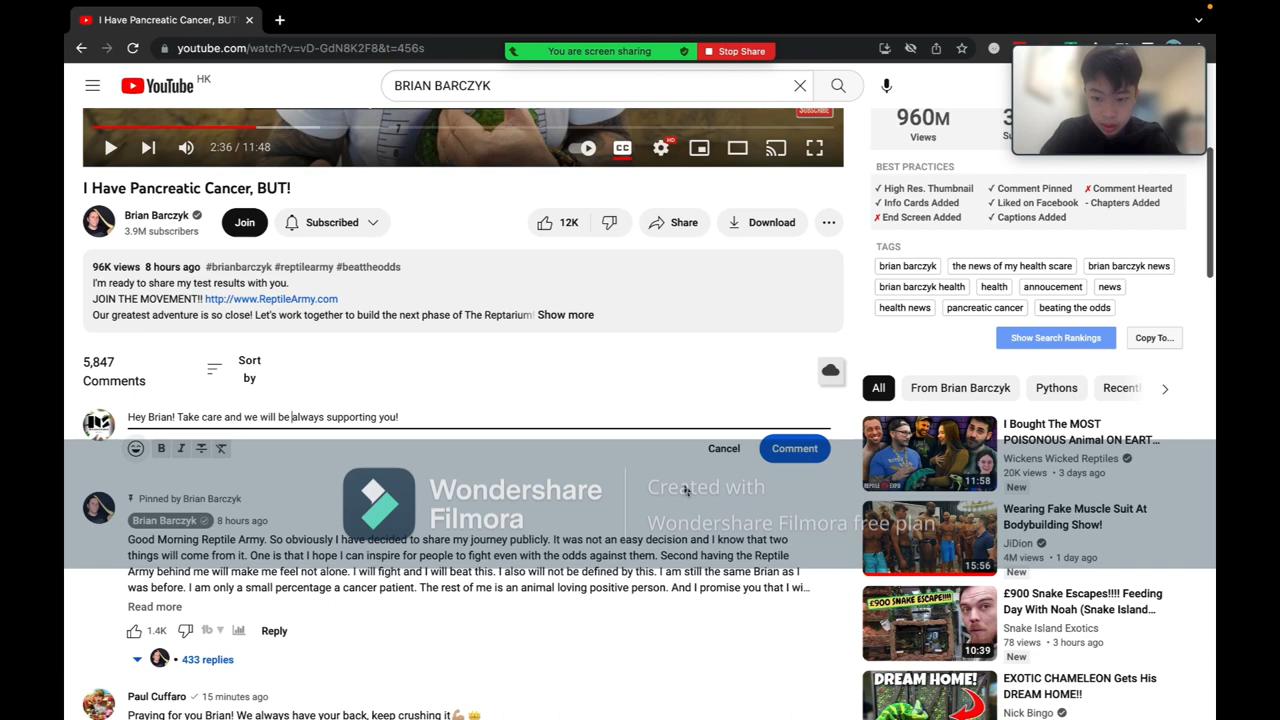 I Have Pancreatic Cancer, BUT!
youtube.com/watch?v=vD-GdN8K2F8&t=456s
You are screen sharing
Stop Share
YouTube HK
BRIAN BARCZYK
SUBSCRIBE
2:36 / 11:48
CC
HD
I Have Pancreatic Cancer, BUT!
Brian Barczyk
3.9M subscribers
Join
Subscribed
12K
Share
Download
96K views 8 hours ago #brianbarczyk #reptilearmy #beattheodds
I'm ready to share my test results with you.
JOIN THE MOVEMENT!! http://www.ReptileArmy.com
Our greatest adventure is so close! Let's work together to build the next phase of The Reptarium! Show more
5,847
Comments
Sort
by
Hey Brian! Take care and we will be always supporting you!
B I S T
Cancel
Comment
Wondershare
Filmora
Created with
Wondershare Filmora free plan
Pinned by Brian Barczyk
Brian Barczyk 8 hours ago
Good Morning Reptile Army. So obviously I have decided to share my journey publicly. It was not an easy decision and I know that two
things will come from it. One is that I hope I can inspire for people to fight even with the odds against them. Second having the Reptile
Army behind me will make me feel not alone. I will fight and I will beat this. I also will not be defined by this. I am still the same Brian as I
was before. I am only a small percentage a cancer patient. The rest of me is an animal loving positive person. And I promise you that I wi...
Read more
1.4K
Reply
433 replies
Paul Cuffaro 15 minutes ago
Praying for you Brian! We always have your back, keep crushing it💪🏼 👑
960M
Views
BEST PRACTICES
✓ High Res. Thumbnail ✓ Comment Pinned ✗ Comment Hearted
✓ Info Cards Added ✓ Liked on Facebook - Chapters Added
✗ End Screen Added ✓ Captions Added
TAGS
brian barczyk the news of my health scare brian barczyk news
brian barczyk health health annoucement news
health news pancreatic cancer beating the odds
Show Search Rankings
Copy To...
All
From Brian Barczyk
Pythons
Recent
I Bought The MOST
POISONOUS Animal ON EART...
Wickens Wicked Reptiles
20K views • 3 days ago
New
11:58
Wearing Fake Muscle Suit At
Bodybuilding Show!
JiDion
4M views • 1 day ago
New
15:56
£900 SNAKE ESCAPE!!!!
£900 Snake Escapes!!!! Feeding
Day With Noah (Snake Island...
Snake Island Exotics
78 views • 3 hours ago
New
10:39
DREAM HOME!!
EXOTIC CHAMELEON Gets His
DREAM HOME!!
Nick Bingo